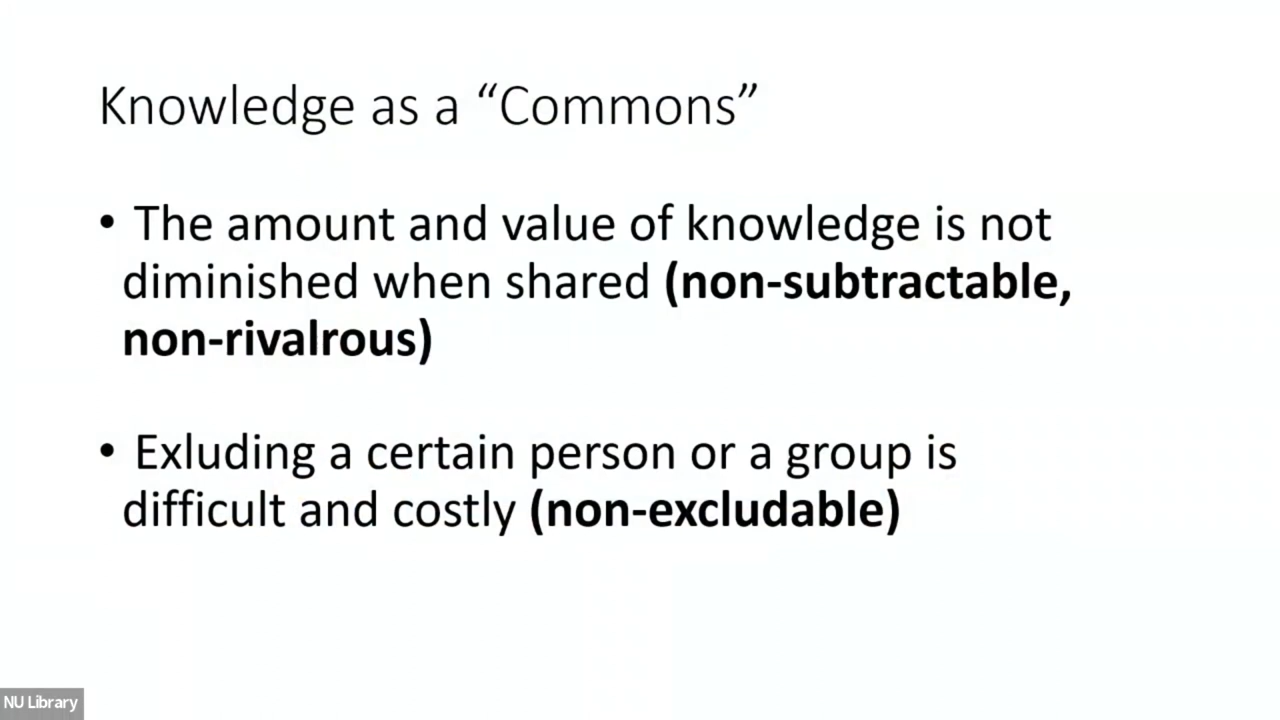 Knowledge as a “Commons”
• The amount and value of knowledge is not
diminished when shared (non-subtractable,
non-rivalrous)
• Exluding a certain person or a group is
difficult and costly (non-excludable)
NU Library